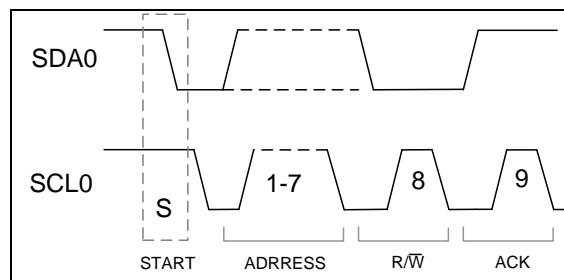 SDA0
SCL0
S
1-7
8
9
START
ADRRESS
R/W̅
ACK